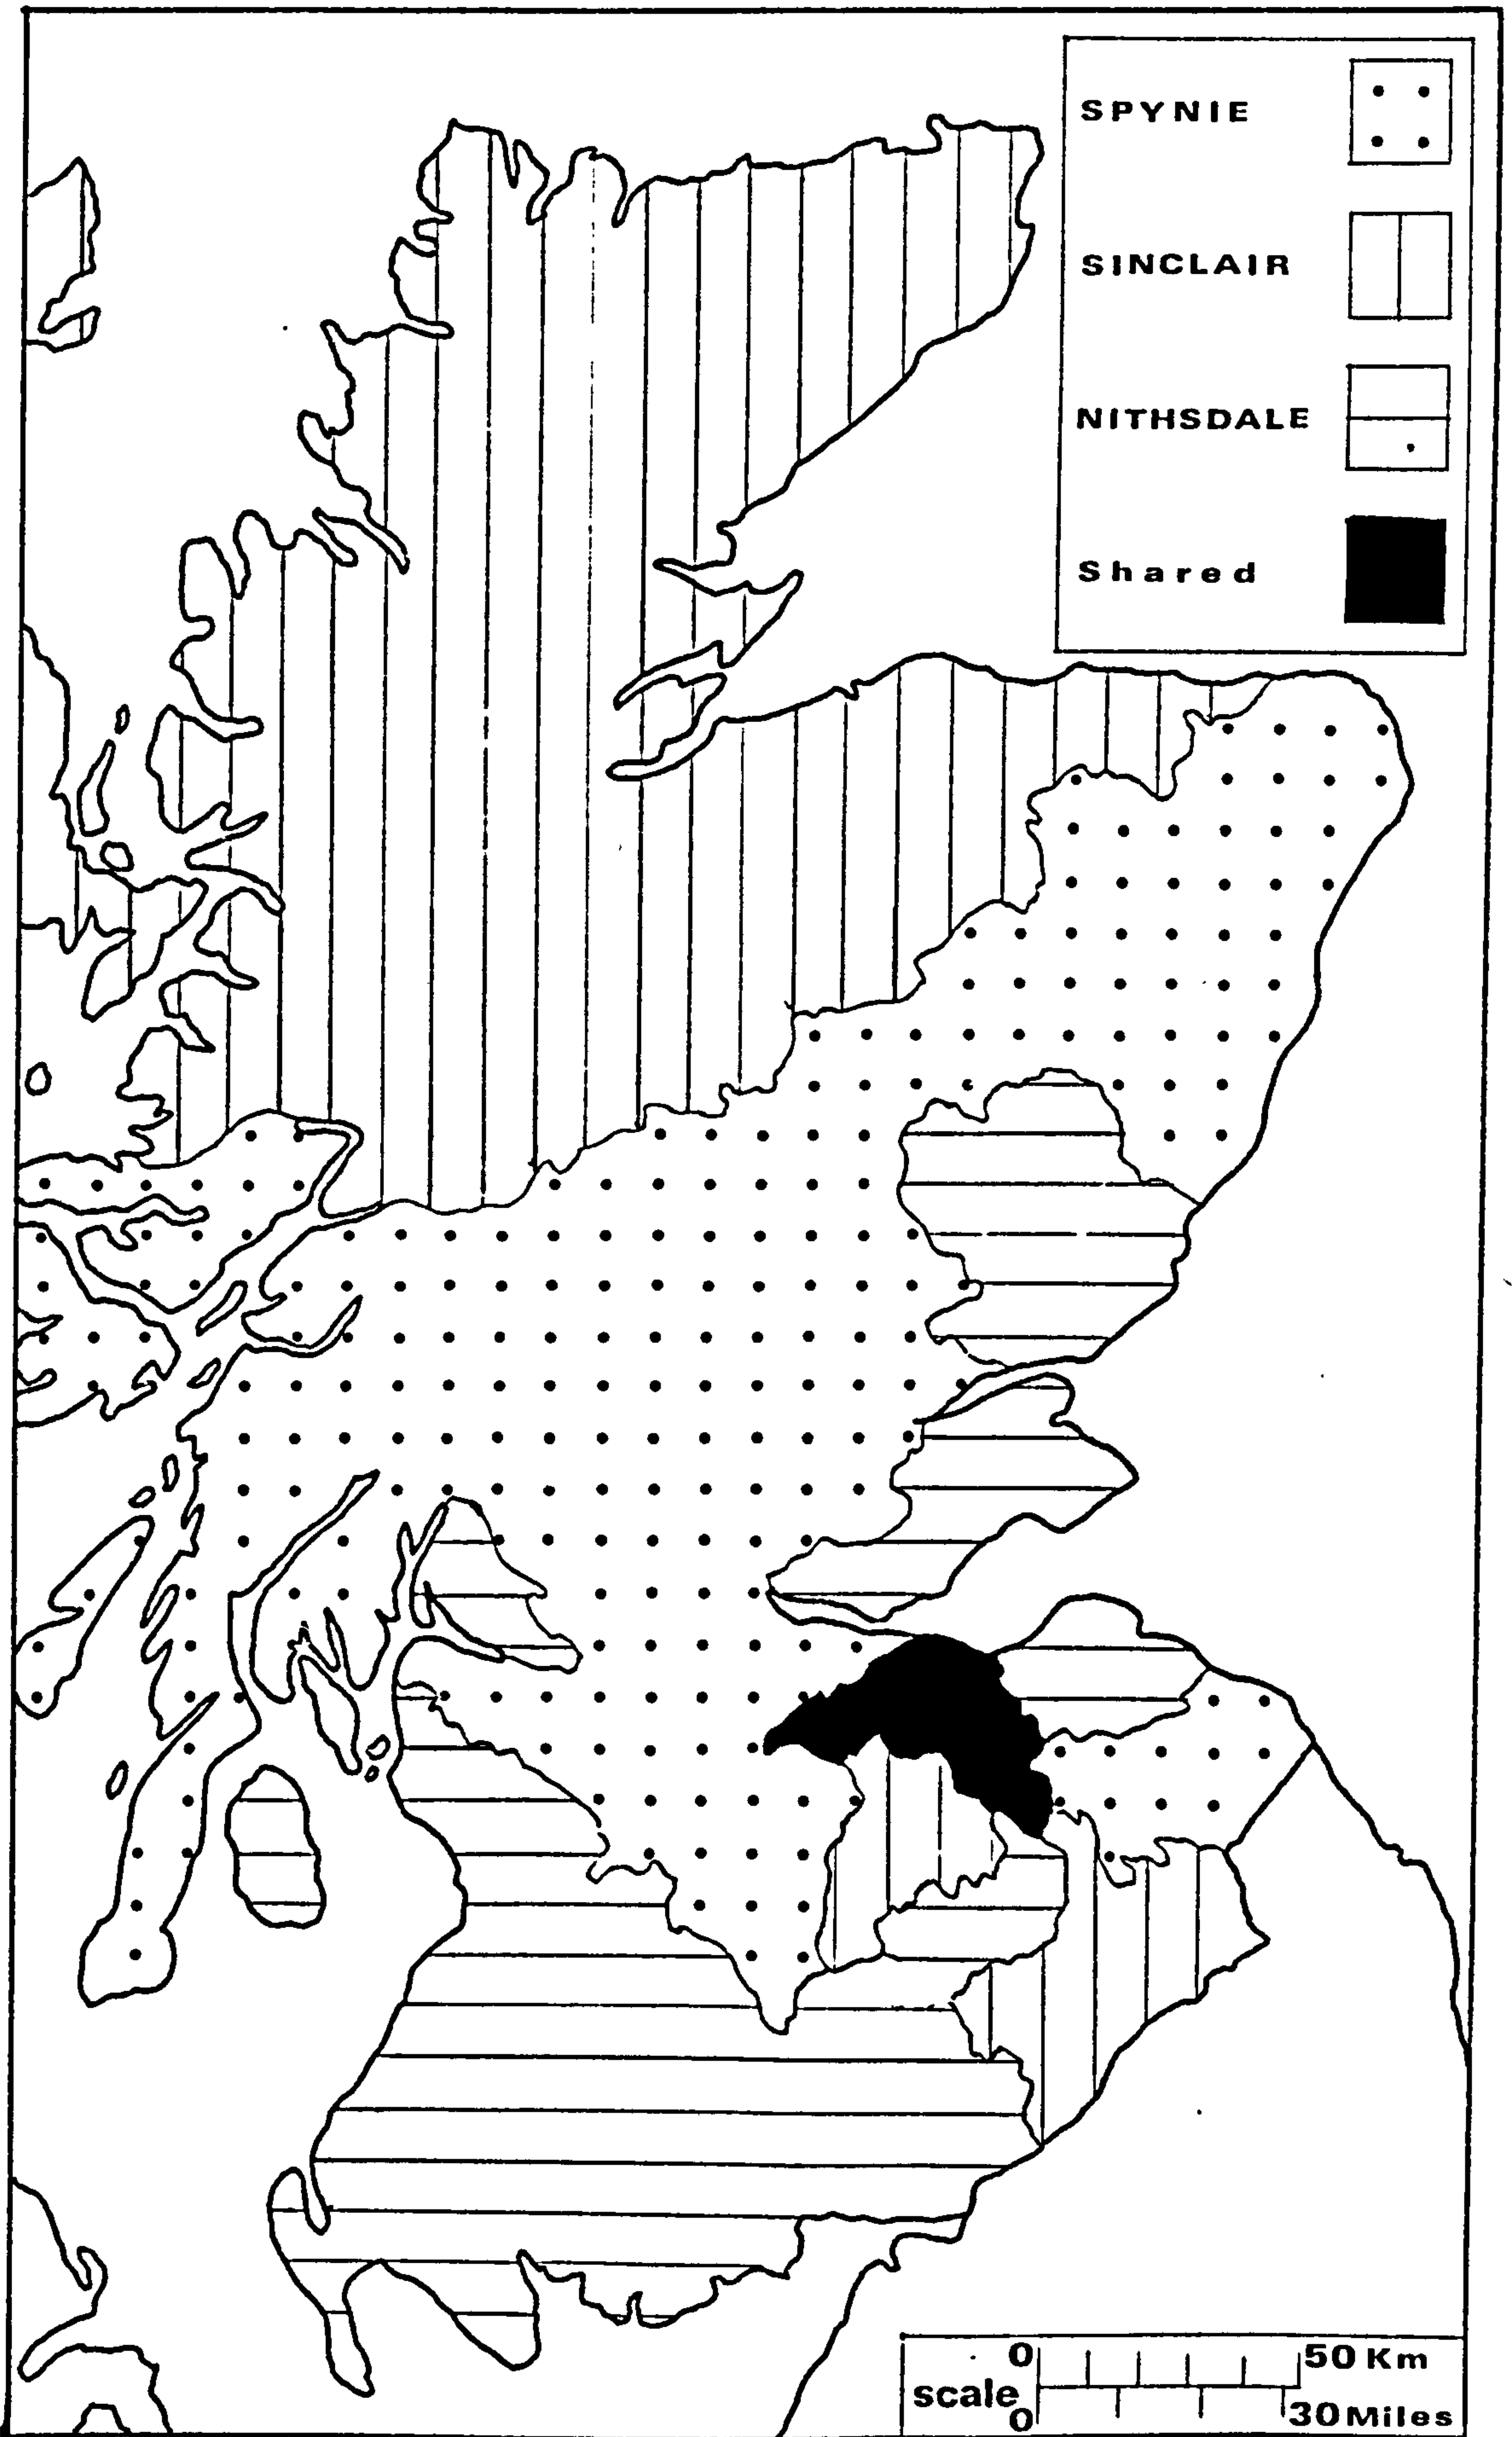 SPYNIE
SINCLAIR
NITHSDALE
Shared
0 50 Km
scale
0 30 Miles